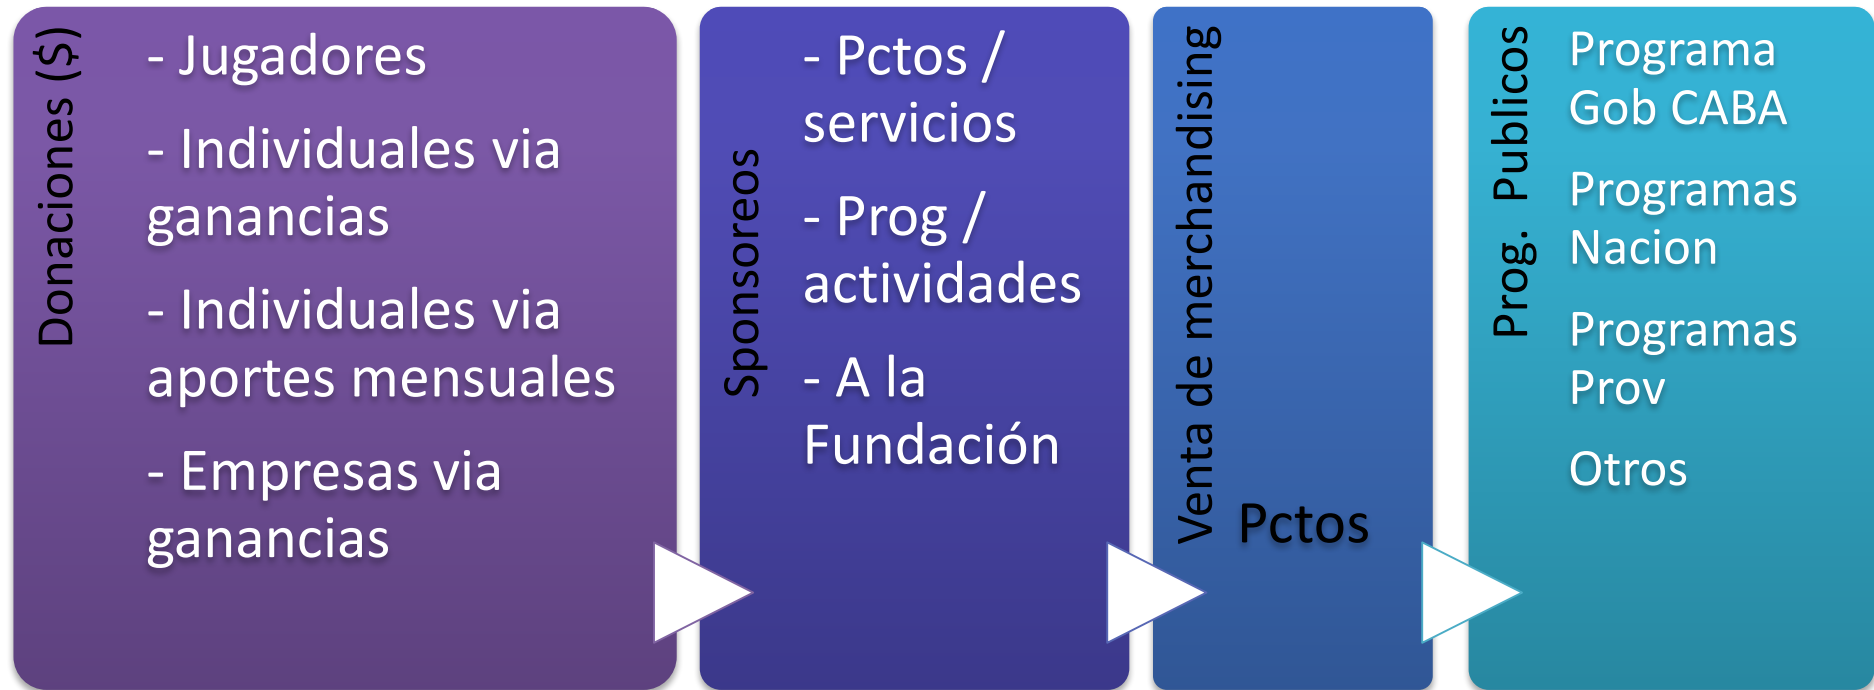 Donaciones ($)
- Jugadores
- Individuales via
ganancias
- Individuales via
aportes mensuales
- Empresas via
ganancias
Sponsoreos
- Pctos /
servicios
- Prog /
actividades
- A la
Fundación
Venta de merchandising
Pctos
Prog. Publicos
Programa
Gob CABA
Programas
Nacion
Programas
Prov
Otros